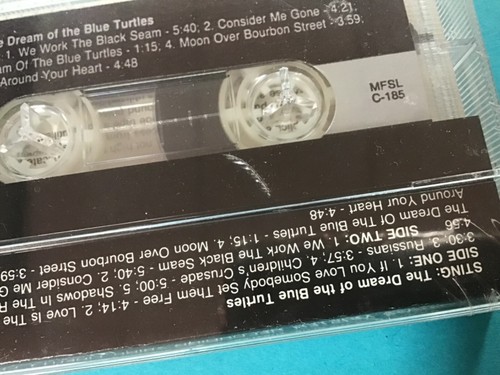 e Dream of the Blue Turtles
1. We Work The Black Seam - 5:40; 2. Consider Me Gone - 4:21
am Of The Blue Turtles - 1:15; 4. Moon Over Bourbon Street - 3:59.
Around Your Heart - 4:48
MFSL
C-185
STING: The Dream of the Blue Turtles
SIDE ONE: 1. If You Love Somebody Set Them Free - 4:14; 2. Love Is The
3:30; 3. Russians - 3:57; 4. Children's Crusade - 5:00; 5. Shadows In The R
4:56
SIDE TWO: 1. We Work The Black Seam - 5:40; 2. Consider Me G
The Dream Of The Blue Turtles - 1:15; 4. Moon Over Bourbon Street - 3:59
Around Your Heart - 4:48